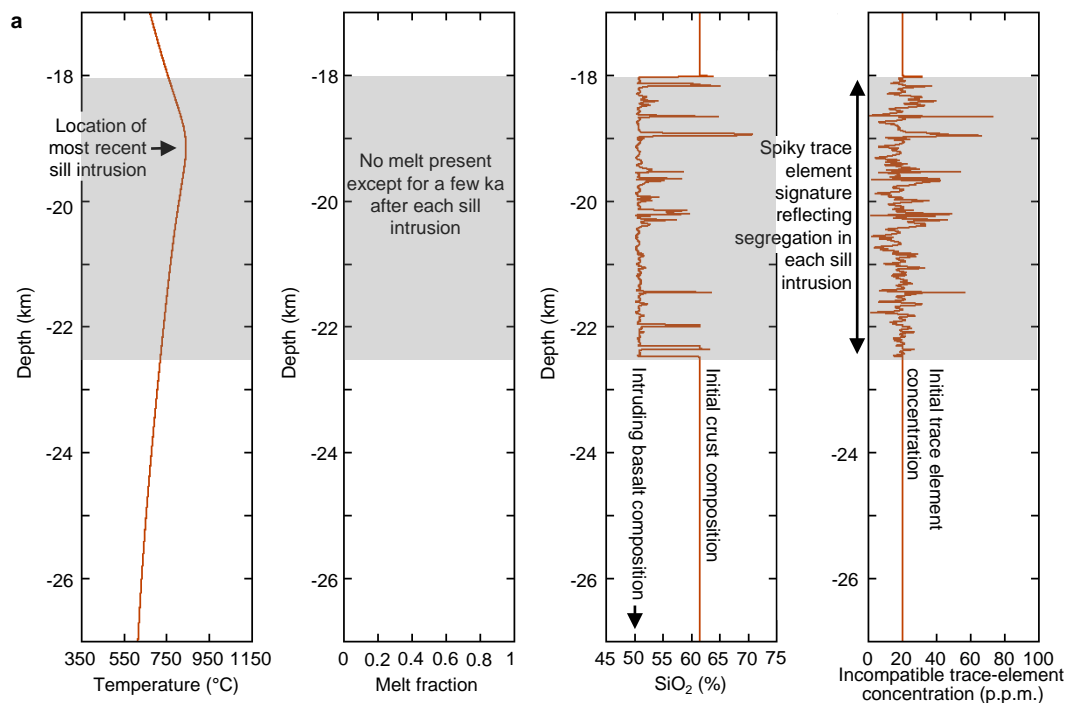 a
Depth (km)
-18
-20
-22
-24
-26
Location of
most recent
sill intrusion
350 550 750 950 1150
Temperature (°C)
Depth (km)
-18
-20
-22
-24
-26
No melt present
except for a few ka
after each sill
intrusion
0 0.2 0.4 0.6 0.8 1
Melt fraction
Depth (km)
-18
-20
-22
-24
-26
Intruding basalt composition
Initial crust composition
45 50 55 60 65 70 75
SiO₂ (%)
Depth (km)
-18
-20
-22
-24
-26
Spiky trace
element
signature
reflecting
segregation in
each sill
intrusion
Initial trace element
concentration
0 20 40 60 80 100
Incompatible trace-element
concentration (p.p.m.)